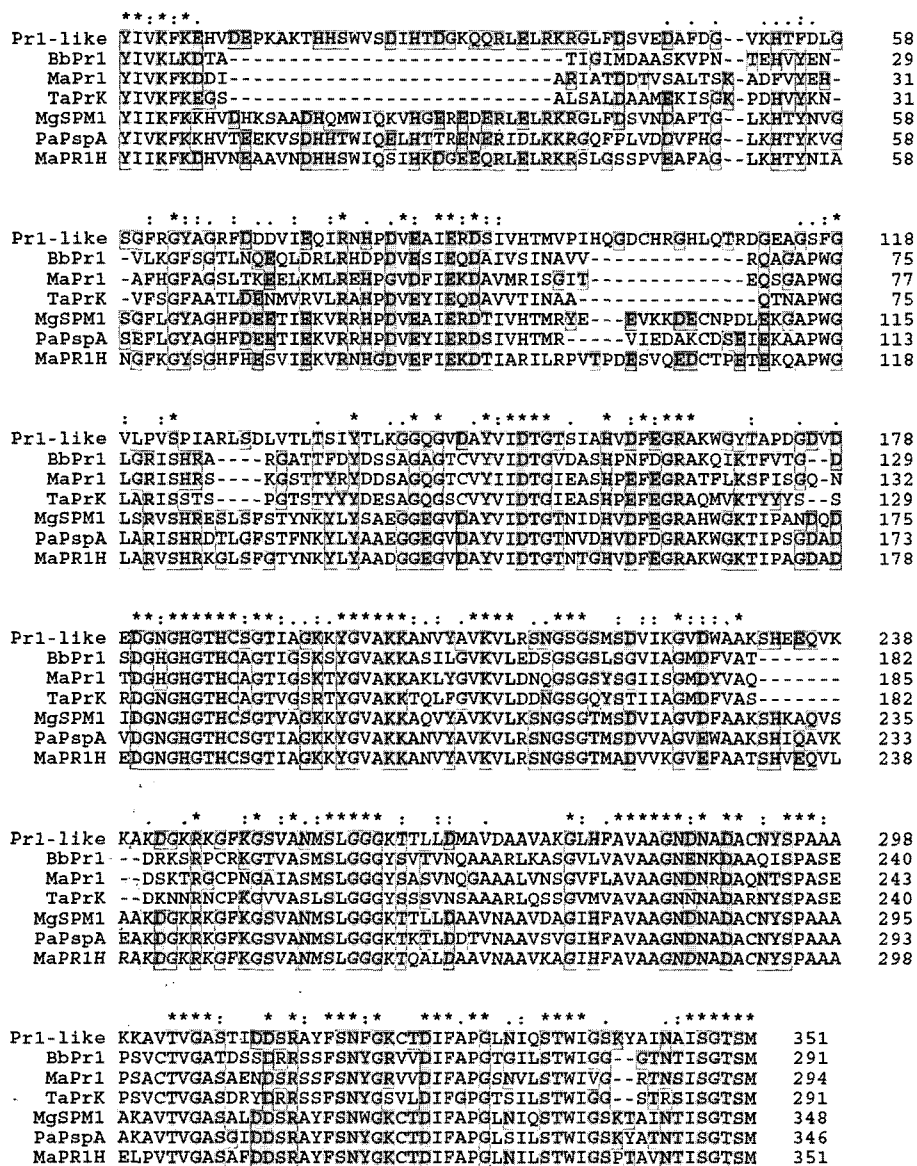 **:*:*.                                  .  .     ..    .:  .
Pr1-like YIVKFKEHVDEPKAKTHHSWVSDIHTDGKQQRLELRKRGLFDSVEDAFDG--VKHTFDLG 58
BbPr1 YIVKLKDTA---------------------------TIGIMDAASKVPN--TEHVYEN- 29
MaPr1 YIVKFKDDI---------------------------ARIATDDTVSALTSK-ADFVYEH- 31
TaPrK YIVKFKEGS---------------------------ALSALDAAMEKISGK-PDHVYKN- 31
MgSPM1 YIIKFKKHVDHKSAADHQMWIQKVHGEREDERLELRKRGLFDSVNDAFTG-LKHTYNVG 58
PaPspA YIVKFKKHVTEEKVSDHHTWIQELHTTRENERIDLKKRGQFPLVDDVFHG-LKHTYKVG 58
MaPR1H YIIKFKDHVNEAAVNDHHSWIQSIHKDGEEQRLELRKRSLGSSPVEAFAG-LKHTYNIA 58
: *:: . : . . : * . *: **:*::                    ..:*
Pr1-like SGFRGYAGRFDDDVIEQIRNHPDVEAIERDSIVHTMVPIHQGDCHRGHLQTRDGEAGSFG 118
BbPr1 -VLKGFSGTLNQEQLDRLRHDPDVESIEQDAIVSINAVV-----------RQAGAPWG 75
MaPr1 -AFHGFAGSLTKEELKMLREHPGVDFIEKDAVMRISGIT-----------EQSGAPWG 77
TaPrK -VFSGFAATLDENMVRVLRAHPDVEYIEQDAVVTINAA------------QTNAPWG 75
MgSPM1 SGFLGYAGHFDEETIEKVRRHPDVEAIERDTIVHTMRYE---EVKKDECNPDLEKGAPWG 115
PaPspA SEFLGYAGHFDEETIEKVRRHPDVEAIERDSIVHTMR-----VIEDAKCDSEIEKAAPWG 113
MaPR1H NGFKGYSGHFHESVIEKVRNHGDVEFIEKDTIARILRPVTPDESVQEDCTPETEKQAPWG 118
:  .:*              *    .* *  .*: ****    * *:***      .  .
Pr1-like VLPVSPIARLSDLVTLTSIYTLKGGQGVDAYVIDTGTSIAHVDFEGRAKWGYTAPDGDVD 178
BbPr1 LGRISHRA----RGATTFDYDSSAGAGTCVYVIDTGVDASHPNFDGRAKQIKTFVTG--D 129
MaPr1 LGRISHRS----KGSTTYRYDDSAGQGTCVYIIDTGIEASHPEFEGRATFLKSFISGQ-N 132
TaPrK LARISSTS----PGTSTYYYDESAGQGSCVYVIDTGIEASHPEFEGRAQMVKTYYYS--S 129
MgSPM1 LSRVSHRESLSFSTYNKYLYSAEGGEGVDAYVIDTGTNIDHVDFEGRAHWGKTIPANDQD 175
PaPspA LARISHRDTLGFSTFNKYLYAAEGGEGVDAYVIDTGTNVDHVDFEGRAKWGKTIPSGDAD 173
MaPR1H LARVSHRKGLSFGTYNKYLYAADGGEGVDAYVIDTGTNTGHVDFEGRAKWGKTIPAGDAD 178
**:******:**:..:.:******    ..****   .***    *: * :*.* *
Pr1-like EDGNGHGTHCSGTIAGKKYGVAKKANVYAVKVLRSNGSGSMSDVIKGVDWAAKSHEEQVK 238
BbPr1 SDGHGHGTHCAGTIGSKSYGVAKKASILGVKVLEDSGSGSLSGVIAGMDFVAT------- 182
MaPr1 TDGHGHGTHCAGTIGSKTYGVAKKAKLYGVKVLDNQGSGSYSGIISGMDYVAQ------- 185
TaPrK RDGNGHGTHCAGTVGSRTYGVAKKTQLFGVKVLDDNGSGQYSTIIAGMDFVAS------- 182
MgSPM1 IDGNGHGTHCSGTVAGKKYGVAKKAQVYAVKVLKSNGSGTMSDVIAGVDFAAKSHKAQVS 235
PaPspA VDGNGHGTHCSGTIAGKKYGVAKKANVYAVKVLRSNGSGTMSDVVAGVEWAAKSHIQAVK 233
MaPR1H EDGNGHGTHCSGTIAGKKYGVAKKANVYAVKVLRSNGSGTMADVVKGVEFAATSHVEQVL 238
. .  *   :*::*  *:*****    .:  *.     *:* *******:* **  ***:
Pr1-like KAKDGKRKGFKGSVANMSLGGGKTTLLDMAVDAAVAKGLHFAVAAGNDNADACNYSPAAA 298
BbPr1 --DRKSRPCRKGTVASMSLGGGYSVTVNQAAARLKASGVLVAVAAGNENKDAAQISPASE 240
MaPr1 --DSKTRGCPNGAIASMSLGGGYSASVNQGAAALVNSGVFLAVAAGNDNRDAQNTSPASE 243
TaPrK --DKNNRNCPKGVVASLSLGGGYSSSVNSAAARLQSSGVMVAVAAGNNNADARNYSPASE 240
MgSPM1 AAKDGKRKGFKGSVANMSLGGGKTTLLDAAVNAAVDAGIHFAVAAGNDNADACNYSPAAA 295
PaPspA EAKDGKRKGFKGSVANMSLGGGKTKTLDDTVNAAVSVGIHFAVAAGNDNADACNYSPAAA 293
MaPR1H RAKDGKRKGFKGSVANMSLGGGKTQALDAAVNAAVKAGIHFAVAAGNDNADACNYSPAAA 298
****:    * *: ***:*   ****.** .:: ****   .  .:******
Pr1-like KKAVTVGASTIDDSRAYFSNFGKCTDIFAPGLNIQSTWIGSKYAINAISGTSM 351
BbPr1 PSVCTVGATDSSDRRSSFSNYGRVVDIFAPGTGILSTWIGG--GTNTISGTSM 291
MaPr1 PSACTVGASAENDSRSSFSNYGRVVDIFAPGSNVLSTWIVG--RTNSISGTSM 294
TaPrK PSVCTVGASDRYDRRSSFSNYGSVLDIFGPGTSILSTWIGG--STRSISGTSM 291
MgSPM1 AKAVTVGASALDDSRAYFSNWGKCTDIFAPGLNIQSTWIGSKTAINTISGTSM 348
PaPspA AKAVTVGASGIDDSRAYFSNYGKCTDIFAPGLSILSTWIGSKYATNTISGTSM 346
MaPR1H ELPVTVGASAFDDSRAYFSNYGKCTDIFAPGLNIQSTWIGSPTAVNTISGTSM 351